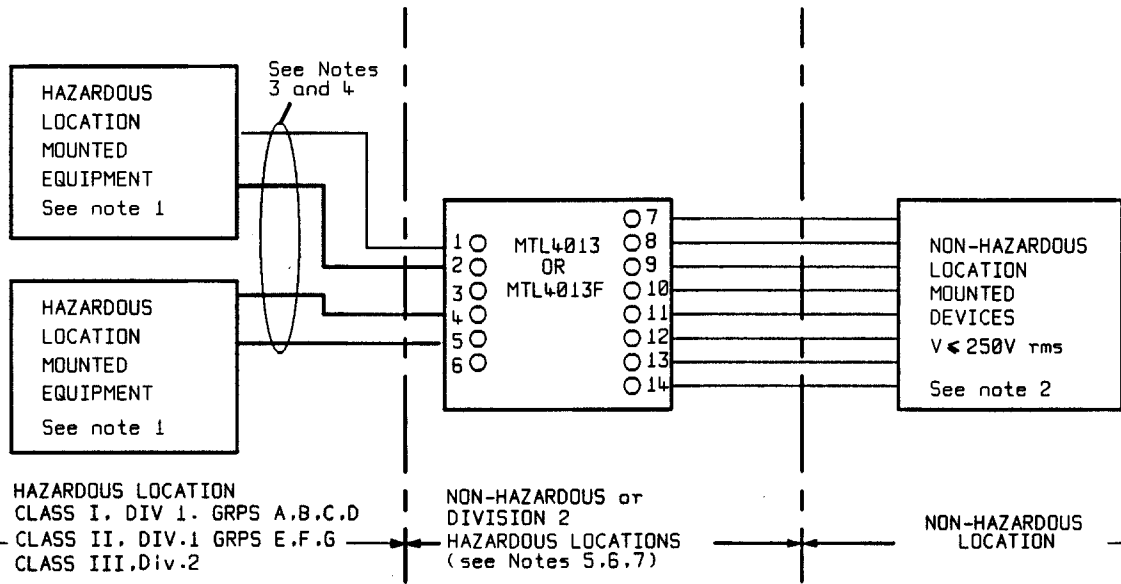 See Notes
3 and 4
HAZARDOUS
LOCATION
MOUNTED
EQUIPMENT
See note 1
HAZARDOUS
LOCATION
MOUNTED
EQUIPMENT
See note 1
1
2
3
4
5
6
MTL4013
OR
MTL4013F
7
8
9
10
11
12
13
14
NON-HAZARDOUS
LOCATION
MOUNTED
DEVICES
V ⩽ 250V rms
See note 2
HAZARDOUS LOCATION
CLASS I. DIV 1. GRPS A.B.C.D
CLASS II. DIV.1 GRPS E.F.G
CLASS III.Div.2
NON-HAZARDOUS or
DIVISION 2
HAZARDOUS LOCATIONS
(see Notes 5.6.7)
NON-HAZARDOUS
LOCATION